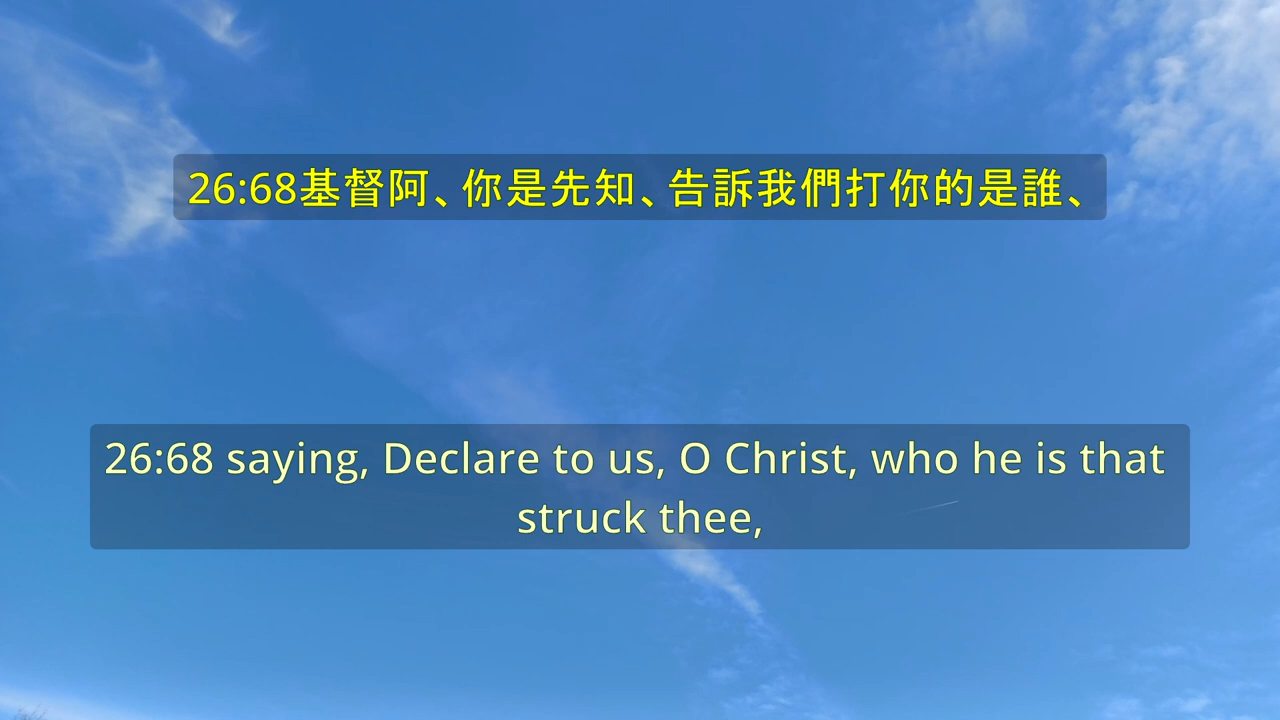 26:68基督阿、你是先知、告訴我們打你的是誰、
26:68 saying, Declare to us, O Christ, who he is that
struck thee,